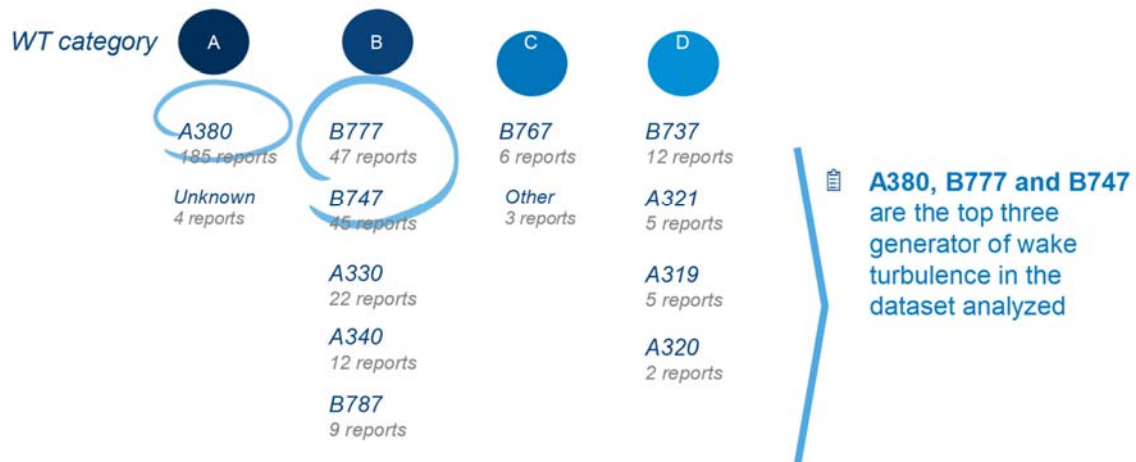 WT category
A
B
C
D
A380
185 reports
Unknown
4 reports
B777
47 reports
B747
45 reports
A330
22 reports
A340
12 reports
B787
9 reports
B767
6 reports
Other
3 reports
B737
12 reports
A321
5 reports
A319
5 reports
A320
2 reports
A380, B777 and B747
are the top three
generator of wake
turbulence in the
dataset analyzed